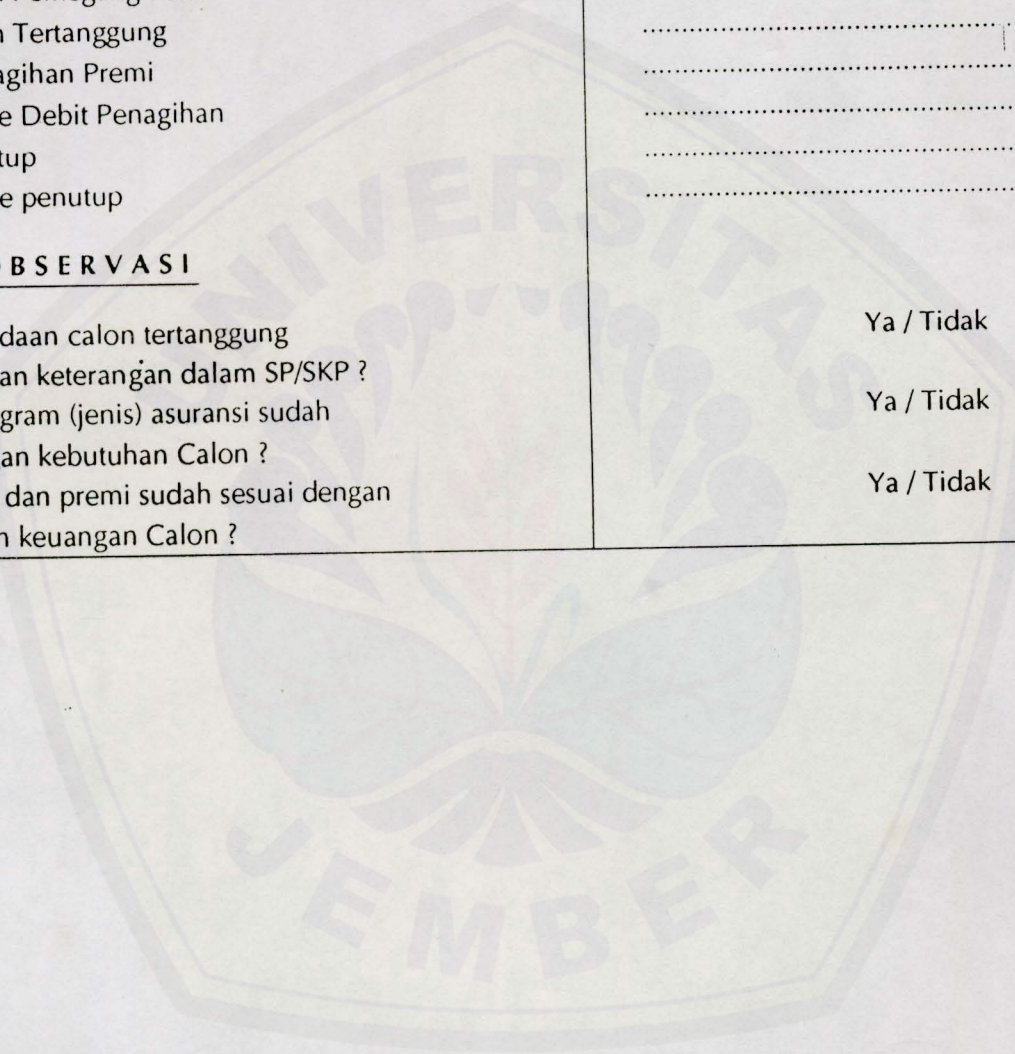 n Tertanggung ........................................
agihan Premi ........................................
e Debit Penagihan ........................................
tup ........................................
e penutup ........................................
OBSERVASI
daan calon tertanggung Ya / Tidak
an keterangan dalam SP/SKP ?
gram (jenis) asuransi sudah Ya / Tidak
an kebutuhan Calon ?
dan premi sudah sesuai dengan Ya / Tidak
n keuangan Calon ?
UNIVERSITAS
JEMBER